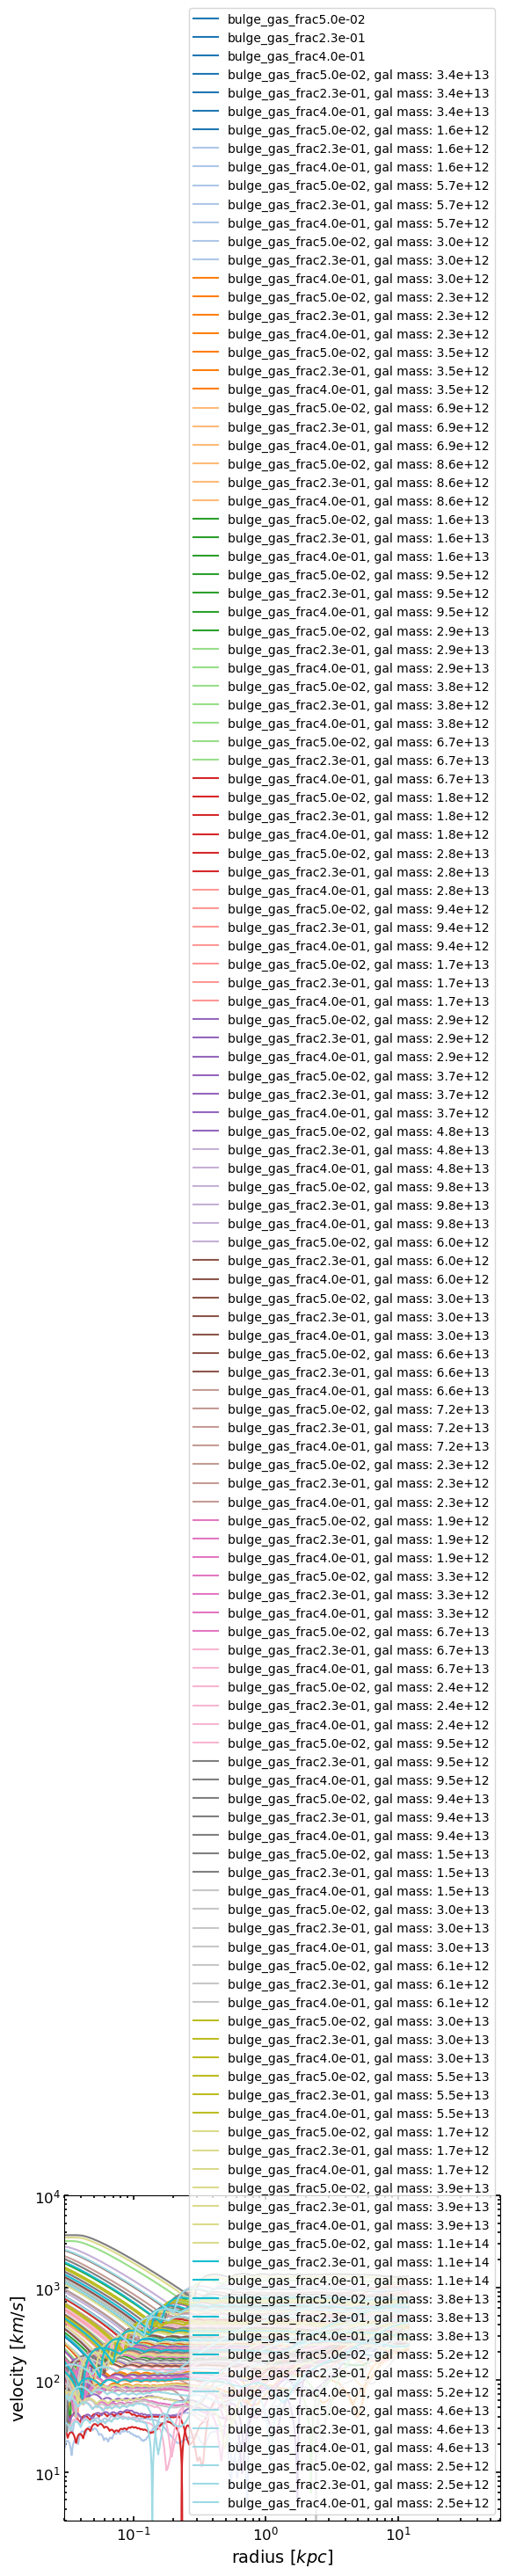 bulge_gas_frac5.0e-02
bulge_gas_frac2.3e-01
bulge_gas_frac4.0e-01
bulge_gas_frac5.0e-02, gal mass: 3.4e+13
bulge_gas_frac2.3e-01, gal mass: 3.4e+13
bulge_gas_frac4.0e-01, gal mass: 3.4e+13
bulge_gas_frac5.0e-02, gal mass: 1.6e+12
bulge_gas_frac2.3e-01, gal mass: 1.6e+12
bulge_gas_frac4.0e-01, gal mass: 1.6e+12
bulge_gas_frac5.0e-02, gal mass: 5.7e+12
bulge_gas_frac2.3e-01, gal mass: 5.7e+12
bulge_gas_frac4.0e-01, gal mass: 5.7e+12
bulge_gas_frac5.0e-02, gal mass: 3.0e+12
bulge_gas_frac2.3e-01, gal mass: 3.0e+12
bulge_gas_frac4.0e-01, gal mass: 3.0e+12
bulge_gas_frac5.0e-02, gal mass: 2.3e+12
bulge_gas_frac2.3e-01, gal mass: 2.3e+12
bulge_gas_frac4.0e-01, gal mass: 2.3e+12
bulge_gas_frac5.0e-02, gal mass: 3.5e+12
bulge_gas_frac2.3e-01, gal mass: 3.5e+12
bulge_gas_frac4.0e-01, gal mass: 3.5e+12
bulge_gas_frac5.0e-02, gal mass: 6.9e+12
bulge_gas_frac2.3e-01, gal mass: 6.9e+12
bulge_gas_frac4.0e-01, gal mass: 6.9e+12
bulge_gas_frac5.0e-02, gal mass: 8.6e+12
bulge_gas_frac2.3e-01, gal mass: 8.6e+12
bulge_gas_frac4.0e-01, gal mass: 8.6e+12
bulge_gas_frac5.0e-02, gal mass: 1.6e+13
bulge_gas_frac2.3e-01, gal mass: 1.6e+13
bulge_gas_frac4.0e-01, gal mass: 1.6e+13
bulge_gas_frac5.0e-02, gal mass: 9.5e+12
bulge_gas_frac2.3e-01, gal mass: 9.5e+12
bulge_gas_frac4.0e-01, gal mass: 9.5e+12
bulge_gas_frac5.0e-02, gal mass: 2.9e+13
bulge_gas_frac2.3e-01, gal mass: 2.9e+13
bulge_gas_frac4.0e-01, gal mass: 2.9e+13
bulge_gas_frac5.0e-02, gal mass: 3.8e+12
bulge_gas_frac2.3e-01, gal mass: 3.8e+12
bulge_gas_frac4.0e-01, gal mass: 3.8e+12
bulge_gas_frac5.0e-02, gal mass: 6.7e+13
bulge_gas_frac2.3e-01, gal mass: 6.7e+13
bulge_gas_frac4.0e-01, gal mass: 6.7e+13
bulge_gas_frac5.0e-02, gal mass: 1.8e+12
bulge_gas_frac2.3e-01, gal mass: 1.8e+12
bulge_gas_frac4.0e-01, gal mass: 1.8e+12
bulge_gas_frac5.0e-02, gal mass: 2.8e+13
bulge_gas_frac2.3e-01, gal mass: 2.8e+13
bulge_gas_frac4.0e-01, gal mass: 2.8e+13
bulge_gas_frac5.0e-02, gal mass: 9.4e+12
bulge_gas_frac2.3e-01, gal mass: 9.4e+12
bulge_gas_frac4.0e-01, gal mass: 9.4e+12
bulge_gas_frac5.0e-02, gal mass: 1.7e+13
bulge_gas_frac2.3e-01, gal mass: 1.7e+13
bulge_gas_frac4.0e-01, gal mass: 1.7e+13
bulge_gas_frac5.0e-02, gal mass: 2.9e+12
bulge_gas_frac2.3e-01, gal mass: 2.9e+12
bulge_gas_frac4.0e-01, gal mass: 2.9e+12
bulge_gas_frac5.0e-02, gal mass: 3.7e+12
bulge_gas_frac2.3e-01, gal mass: 3.7e+12
bulge_gas_frac4.0e-01, gal mass: 3.7e+12
bulge_gas_frac5.0e-02, gal mass: 4.8e+13
bulge_gas_frac2.3e-01, gal mass: 4.8e+13
bulge_gas_frac4.0e-01, gal mass: 4.8e+13
bulge_gas_frac5.0e-02, gal mass: 9.8e+13
bulge_gas_frac2.3e-01, gal mass: 9.8e+13
bulge_gas_frac4.0e-01, gal mass: 9.8e+13
bulge_gas_frac5.0e-02, gal mass: 6.0e+12
bulge_gas_frac2.3e-01, gal mass: 6.0e+12
bulge_gas_frac4.0e-01, gal mass: 6.0e+12
bulge_gas_frac5.0e-02, gal mass: 3.0e+13
bulge_gas_frac2.3e-01, gal mass: 3.0e+13
bulge_gas_frac4.0e-01, gal mass: 3.0e+13
bulge_gas_frac5.0e-02, gal mass: 6.6e+13
bulge_gas_frac2.3e-01, gal mass: 6.6e+13
bulge_gas_frac4.0e-01, gal mass: 6.6e+13
bulge_gas_frac5.0e-02, gal mass: 7.2e+13
bulge_gas_frac2.3e-01, gal mass: 7.2e+13
bulge_gas_frac4.0e-01, gal mass: 7.2e+13
bulge_gas_frac5.0e-02, gal mass: 2.3e+12
bulge_gas_frac2.3e-01, gal mass: 2.3e+12
bulge_gas_frac4.0e-01, gal mass: 2.3e+12
bulge_gas_frac5.0e-02, gal mass: 1.9e+12
bulge_gas_frac2.3e-01, gal mass: 1.9e+12
bulge_gas_frac4.0e-01, gal mass: 1.9e+12
bulge_gas_frac5.0e-02, gal mass: 3.3e+12
bulge_gas_frac2.3e-01, gal mass: 3.3e+12
bulge_gas_frac4.0e-01, gal mass: 3.3e+12
bulge_gas_frac5.0e-02, gal mass: 6.7e+13
bulge_gas_frac2.3e-01, gal mass: 6.7e+13
bulge_gas_frac4.0e-01, gal mass: 6.7e+13
bulge_gas_frac5.0e-02, gal mass: 2.4e+12
bulge_gas_frac2.3e-01, gal mass: 2.4e+12
bulge_gas_frac4.0e-01, gal mass: 2.4e+12
bulge_gas_frac5.0e-02, gal mass: 9.5e+12
bulge_gas_frac2.3e-01, gal mass: 9.5e+12
bulge_gas_frac4.0e-01, gal mass: 9.5e+12
bulge_gas_frac5.0e-02, gal mass: 9.4e+13
bulge_gas_frac2.3e-01, gal mass: 9.4e+13
bulge_gas_frac4.0e-01, gal mass: 9.4e+13
bulge_gas_frac5.0e-02, gal mass: 1.5e+13
bulge_gas_frac2.3e-01, gal mass: 1.5e+13
bulge_gas_frac4.0e-01, gal mass: 1.5e+13
bulge_gas_frac5.0e-02, gal mass: 3.0e+13
bulge_gas_frac2.3e-01, gal mass: 3.0e+13
bulge_gas_frac4.0e-01, gal mass: 3.0e+13
bulge_gas_frac5.0e-02, gal mass: 6.1e+12
bulge_gas_frac2.3e-01, gal mass: 6.1e+12
bulge_gas_frac4.0e-01, gal mass: 6.1e+12
bulge_gas_frac5.0e-02, gal mass: 3.0e+13
bulge_gas_frac2.3e-01, gal mass: 3.0e+13
bulge_gas_frac4.0e-01, gal mass: 3.0e+13
bulge_gas_frac5.0e-02, gal mass: 5.5e+13
bulge_gas_frac2.3e-01, gal mass: 5.5e+13
bulge_gas_frac4.0e-01, gal mass: 5.5e+13
bulge_gas_frac5.0e-02, gal mass: 1.7e+12
bulge_gas_frac2.3e-01, gal mass: 1.7e+12
bulge_gas_frac4.0e-01, gal mass: 1.7e+12
bulge_gas_frac5.0e-02, gal mass: 3.9e+13
bulge_gas_frac2.3e-01, gal mass: 3.9e+13
bulge_gas_frac4.0e-01, gal mass: 3.9e+13
bulge_gas_frac5.0e-02, gal mass: 1.1e+14
bulge_gas_frac2.3e-01, gal mass: 1.1e+14
bulge_gas_frac4.0e-01, gal mass: 1.1e+14
bulge_gas_frac5.0e-02, gal mass: 3.8e+13
bulge_gas_frac2.3e-01, gal mass: 3.8e+13
bulge_gas_frac4.0e-01, gal mass: 3.8e+13
bulge_gas_frac5.0e-02, gal mass: 5.2e+12
bulge_gas_frac2.3e-01, gal mass: 5.2e+12
bulge_gas_frac4.0e-01, gal mass: 5.2e+12
bulge_gas_frac5.0e-02, gal mass: 4.6e+13
bulge_gas_frac2.3e-01, gal mass: 4.6e+13
bulge_gas_frac4.0e-01, gal mass: 4.6e+13
bulge_gas_frac5.0e-02, gal mass: 2.5e+12
bulge_gas_frac2.3e-01, gal mass: 2.5e+12
bulge_gas_frac4.0e-01, gal mass: 2.5e+12
10⁴
10³
10²
10¹
velocity [km/s]
10⁻¹ 10⁰ 10¹
radius [kpc]